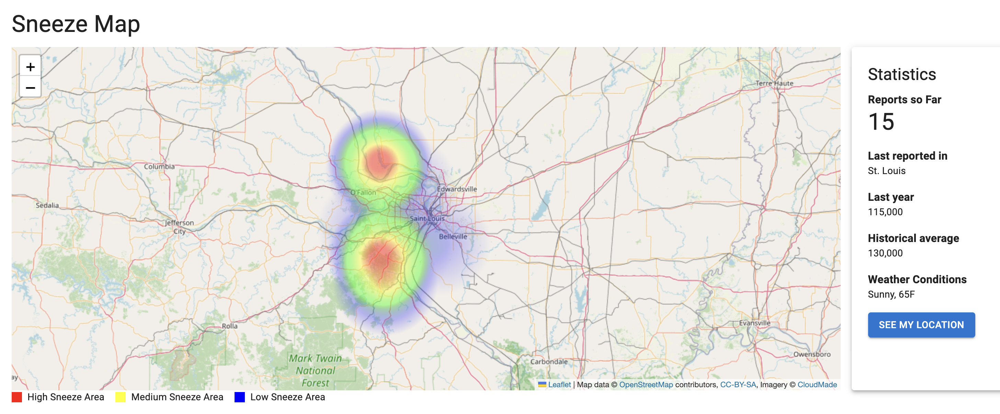 Sneeze Map
+
−
Terre Haute
Columbia
O'Fallon
Edwardsville
Sedalia
Saint Louis
Jefferson
City
Belleville
Rolla
Evansville
Mark Twain
National
Forest
Owensboro
Carbondale
ay
Leaflet | Map data © OpenStreetMap contributors, CC-BY-SA, Imagery © CloudMade
High Sneeze Area
Medium Sneeze Area
Low Sneeze Area
Statistics
Reports so Far
15
Last reported in
St. Louis
Last year
115,000
Historical average
130,000
Weather Conditions
Sunny, 65F
SEE MY LOCATION